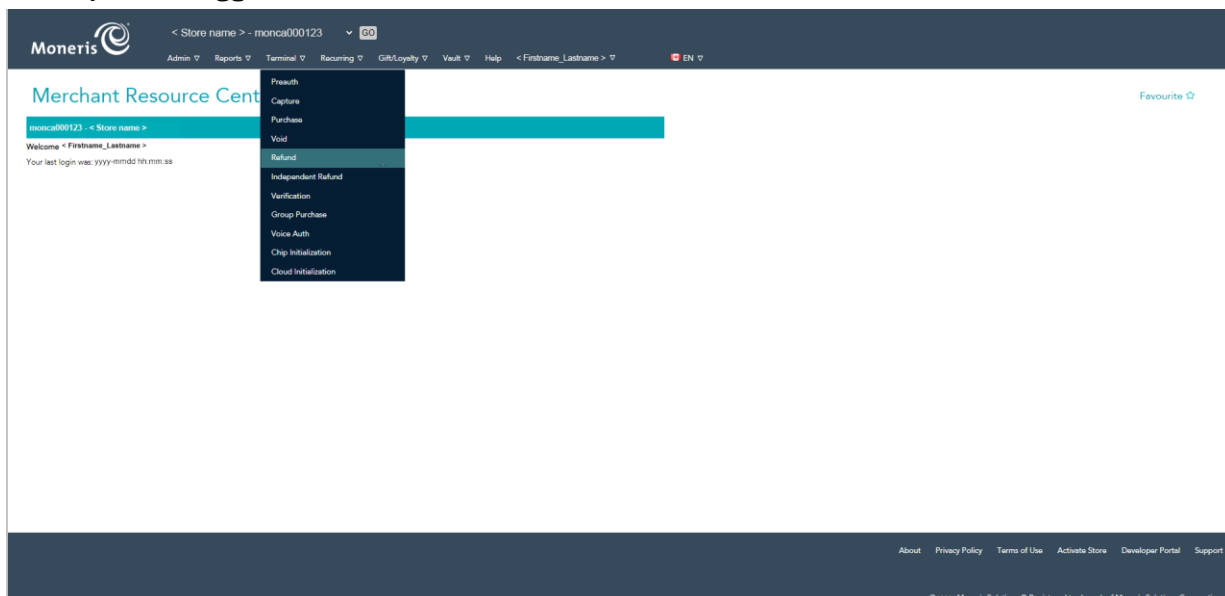 < Store name > - monca000123 GO
Moneris
Admin Reports Terminal Recurring Gift/Loyalty Vault Help < Firstname_Lastname > EN
Preauth
Merchant Resource Cent
Favourite
Capture
Purchase
monca000123 - < Store name >
Void
Welcome < Firstname_Lastname >
Your last login was: yyyy-mmdd hh:mm:ss
Refund
Independent Refund
Verification
Group Purchase
Voice Auth
Chip Initialization
Cloud Initialization
About Privacy Policy Terms of Use Activate Store Developer Portal Support